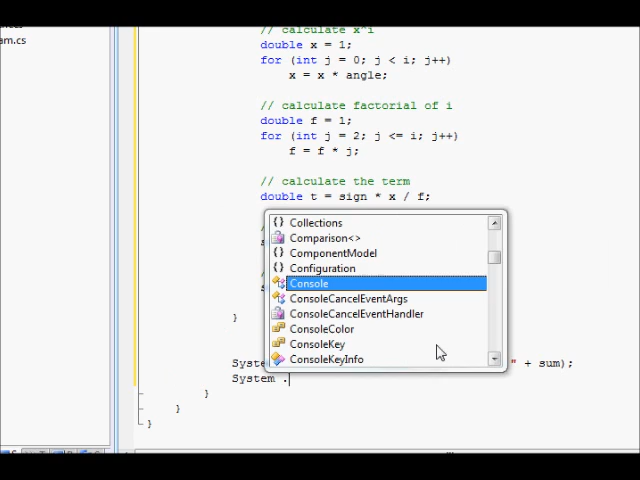 // calculate x^i
am.cs
double x = 1;
for (int j = 0; j < i; j++)
x = x * angle;
// calculate factorial of i
double f = 1;
for (int j = 2; j <= i; j++)
f = f * j;
// calculate the term
double t = sign * x / f;
{} Collections
Comparison<>
{} ComponentModel
{} Configuration
Console
ConsoleCancelEventArgs
ConsoleCancelEventHandler
ConsoleColor
}
ConsoleKey
ConsoleKeyInfo
Syste " + sum);
System .
}
}
}